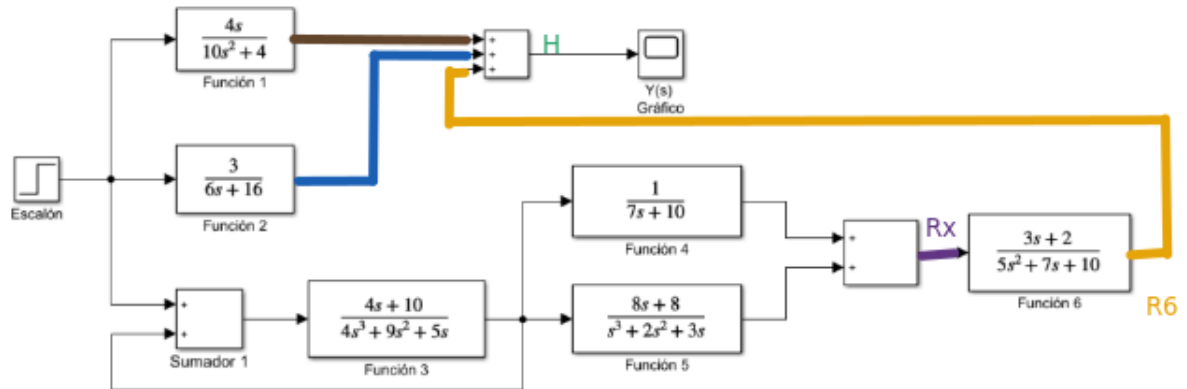 4s
10s² + 4
Función 1
+
+
+
H
Y(s)
Gráfico
3
6s + 16
Función 2
Escalón
1
7s + 10
Función 4
+
+
Rx
3s + 2
5s² + 7s + 10
Función 6
R6
+
+
Sumador 1
4s + 10
4s³ + 9s² + 5s
Función 3
8s + 8
s³ + 2s² + 3s
Función 5